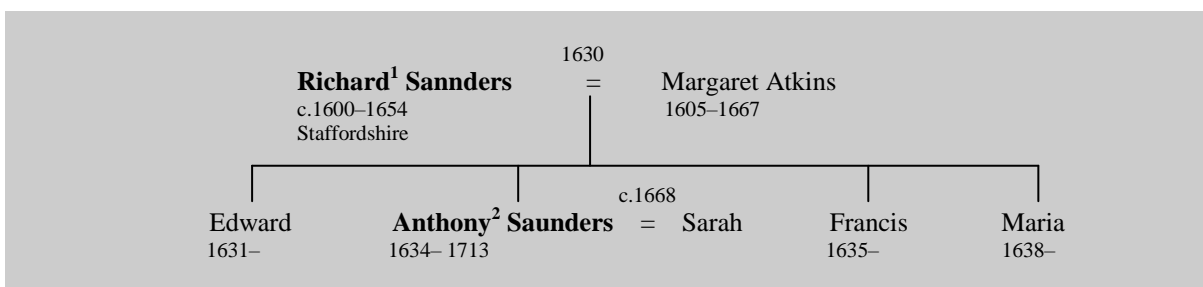 1630
Richard¹ Sannders = Margaret Atkins
c.1600–1654 1605–1667
Staffordshire
c.1668
Edward Anthony² Saunders = Sarah Francis Maria
1631– 1634– 1713 1635– 1638–